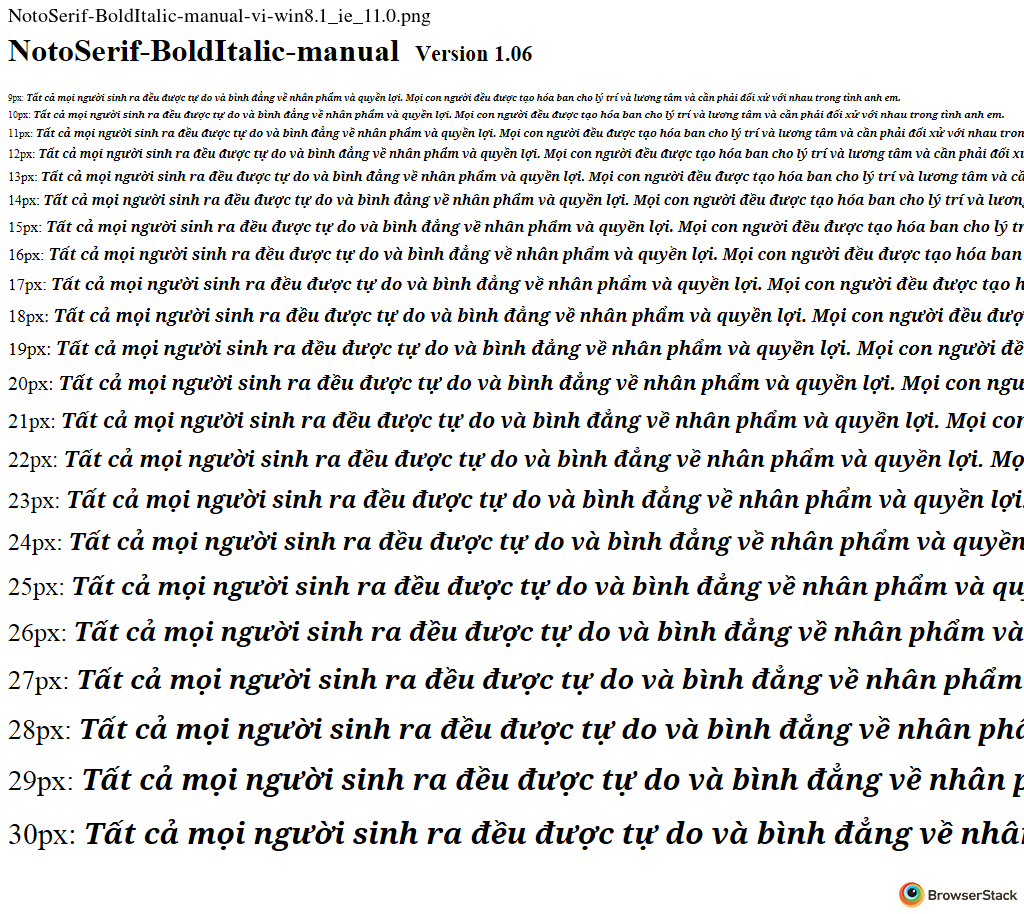 NotoSerif-BoldItalic-manual-vi-win8.1_ie_11.0.png
NotoSerif-BoldItalic-manual Version 1.06
9px: Tất cả mọi người sinh ra đều được tự do và bình đẳng về nhân phẩm và quyền lợi. Mọi con người đều được tạo hóa ban cho lý trí và lương tâm và cần phải đối xử với nhau trong tình anh em.
10px: Tất cả mọi người sinh ra đều được tự do và bình đẳng về nhân phẩm và quyền lợi. Mọi con người đều được tạo hóa ban cho lý trí và lương tâm và cần phải đối xử với nhau trong tình anh em.
11px: Tất cả mọi người sinh ra đều được tự do và bình đẳng về nhân phẩm và quyền lợi. Mọi con người đều được tạo hóa ban cho lý trí và lương tâm và cần phải đối xử với nhau tron
12px: Tất cả mọi người sinh ra đều được tự do và bình đẳng về nhân phẩm và quyền lợi. Mọi con người đều được tạo hóa ban cho lý trí và lương tâm và cần phải đối x
13px: Tất cả mọi người sinh ra đều được tự do và bình đẳng về nhân phẩm và quyền lợi. Mọi con người đều được tạo hóa ban cho lý trí và lương tâm và cầ
14px: Tất cả mọi người sinh ra đều được tự do và bình đẳng về nhân phẩm và quyền lợi. Mọi con người đều được tạo hóa ban cho lý trí và lươn
15px: Tất cả mọi người sinh ra đều được tự do và bình đẳng về nhân phẩm và quyền lợi. Mọi con người đều được tạo hóa ban cho lý tr
16px: Tất cả mọi người sinh ra đều được tự do và bình đẳng về nhân phẩm và quyền lợi. Mọi con người đều được tạo hóa ban
17px: Tất cả mọi người sinh ra đều được tự do và bình đẳng về nhân phẩm và quyền lợi. Mọi con người đều được tạo h
18px: Tất cả mọi người sinh ra đều được tự do và bình đẳng về nhân phẩm và quyền lợi. Mọi con người đều đượ
19px: Tất cả mọi người sinh ra đều được tự do và bình đẳng về nhân phẩm và quyền lợi. Mọi con người đề
20px: Tất cả mọi người sinh ra đều được tự do và bình đẳng về nhân phẩm và quyền lợi. Mọi con ngư
21px: Tất cả mọi người sinh ra đều được tự do và bình đẳng về nhân phẩm và quyền lợi. Mọi con
22px: Tất cả mọi người sinh ra đều được tự do và bình đẳng về nhân phẩm và quyền lợi. Mọ
23px: Tất cả mọi người sinh ra đều được tự do và bình đẳng về nhân phẩm và quyền lợi.
24px: Tất cả mọi người sinh ra đều được tự do và bình đẳng về nhân phẩm và quyền
25px: Tất cả mọi người sinh ra đều được tự do và bình đẳng về nhân phẩm và qu
26px: Tất cả mọi người sinh ra đều được tự do và bình đẳng về nhân phẩm và
27px: Tất cả mọi người sinh ra đều được tự do và bình đẳng về nhân phẩm
28px: Tất cả mọi người sinh ra đều được tự do và bình đẳng về nhân phẩ
29px: Tất cả mọi người sinh ra đều được tự do và bình đẳng về nhân p
30px: Tất cả mọi người sinh ra đều được tự do và bình đẳng về nhân
BrowserStack